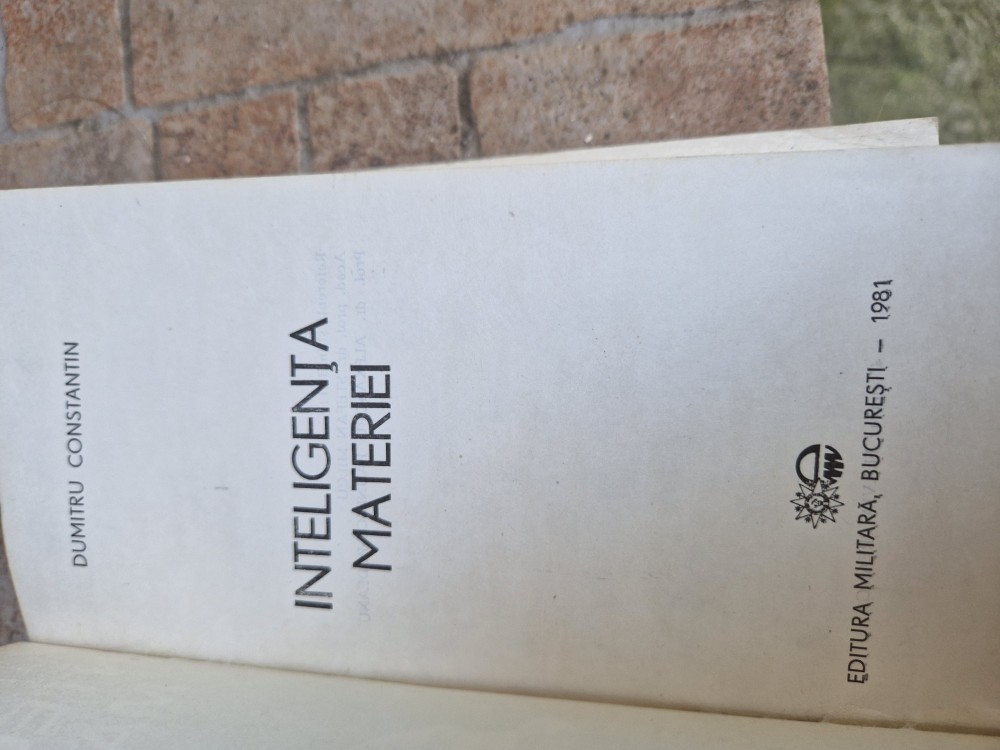 DUMITRU CONSTANTIN
INTELIGENȚA
MATERIEI
EDITURA MILITARĂ, BUCUREȘTI – 1981